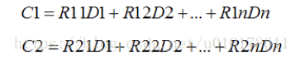 C1 = R11D1 + R12D2 + ... + R1nDn
C2 = R21D1 + R22D2 + ... + R2nDn